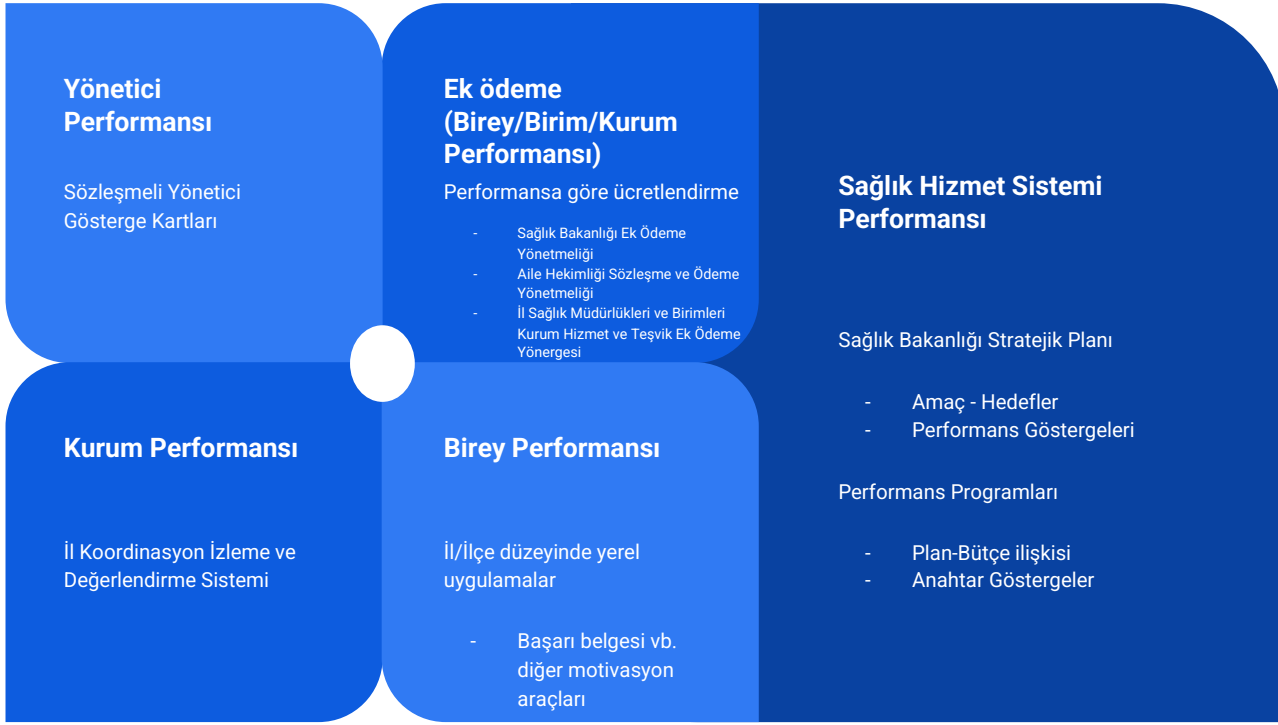 Yönetici
Performansı
Sözleşmeli Yönetici
Gösterge Kartları
Ek ödeme
(Birey/Birim/Kurum
Performansı)
Performansa göre ücretlendirme
- Sağlık Bakanlığı Ek Ödeme
Yönetmeliği
- Aile Hekimliği Sözleşme ve Ödeme
Yönetmeliği
- İl Sağlık Müdürlükleri ve Birimleri
Kurum Hizmet ve Teşvik Ek Ödeme
Yönergesi
Kurum Performansı
İl Koordinasyon İzleme ve
Değerlendirme Sistemi
Birey Performansı
İl/İlçe düzeyinde yerel
uygulamalar
- Başarı belgesi vb.
diğer motivasyon
araçları
Sağlık Hizmet Sistemi
Performansı
Sağlık Bakanlığı Stratejik Planı
- Amaç - Hedefler
- Performans Göstergeleri
Performans Programları
- Plan-Bütçe ilişkisi
- Anahtar Göstergeler